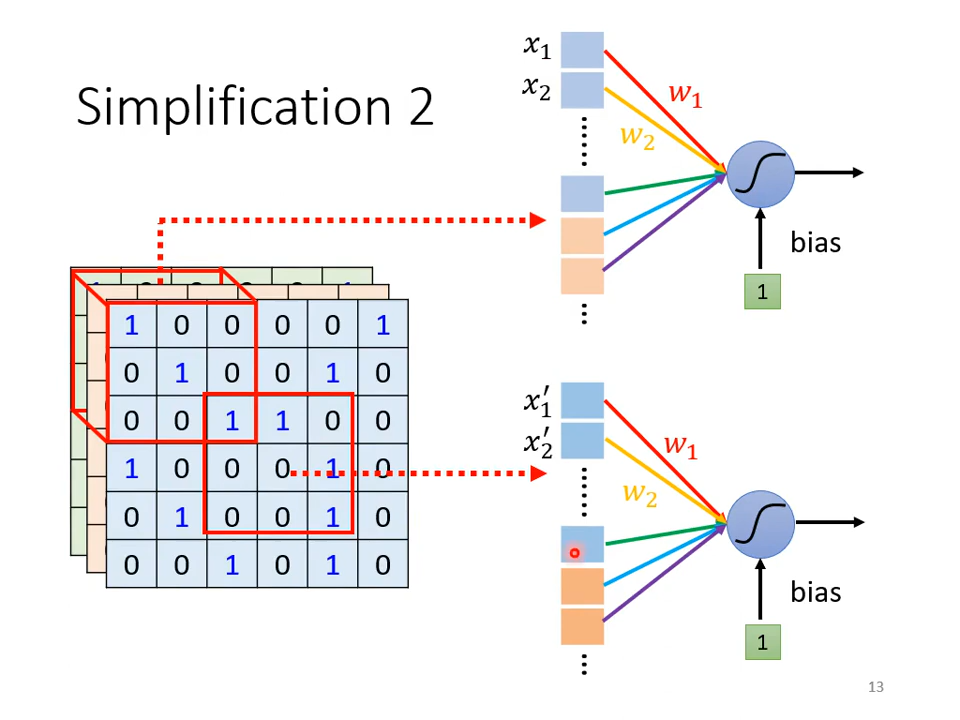 Simplification 2
x₁
x₂
w₁
w₂
bias
1
1 0 0 0 0 1
0 1 0 0 1 0
0 0 1 1 0 0
1 0 0 0 1 0
0 1 0 0 1 0
0 0 1 0 1 0
x₁′
x₂′
w₁
w₂
bias
1
13